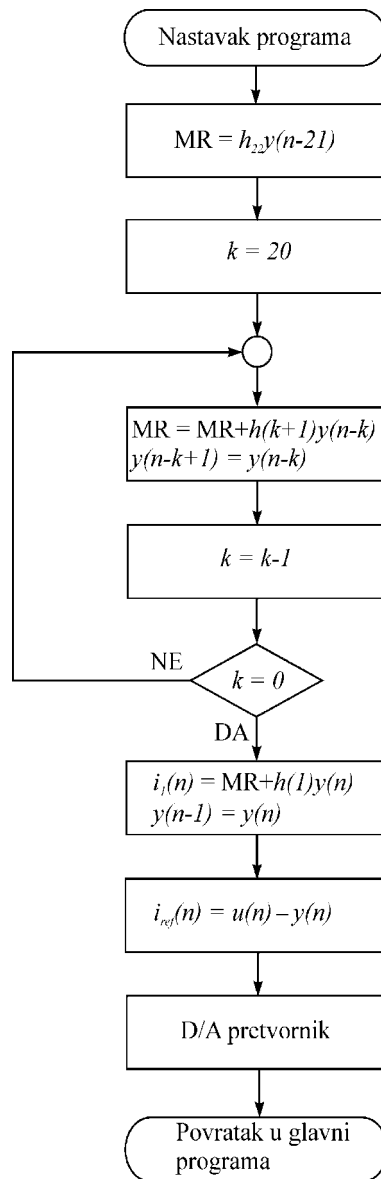 Nastavak programa
MR = h₂₂y(n-21)
k = 20
MR = MR+h(k+1)y(n-k)
y(n-k+1) = y(n-k)
k = k-1
NE
k = 0
DA
i₁(n) = MR+h(1)y(n)
y(n-1) = y(n)
i_ref(n) = u(n) – y(n)
D/A pretvornik
Povratak u glavni
programa